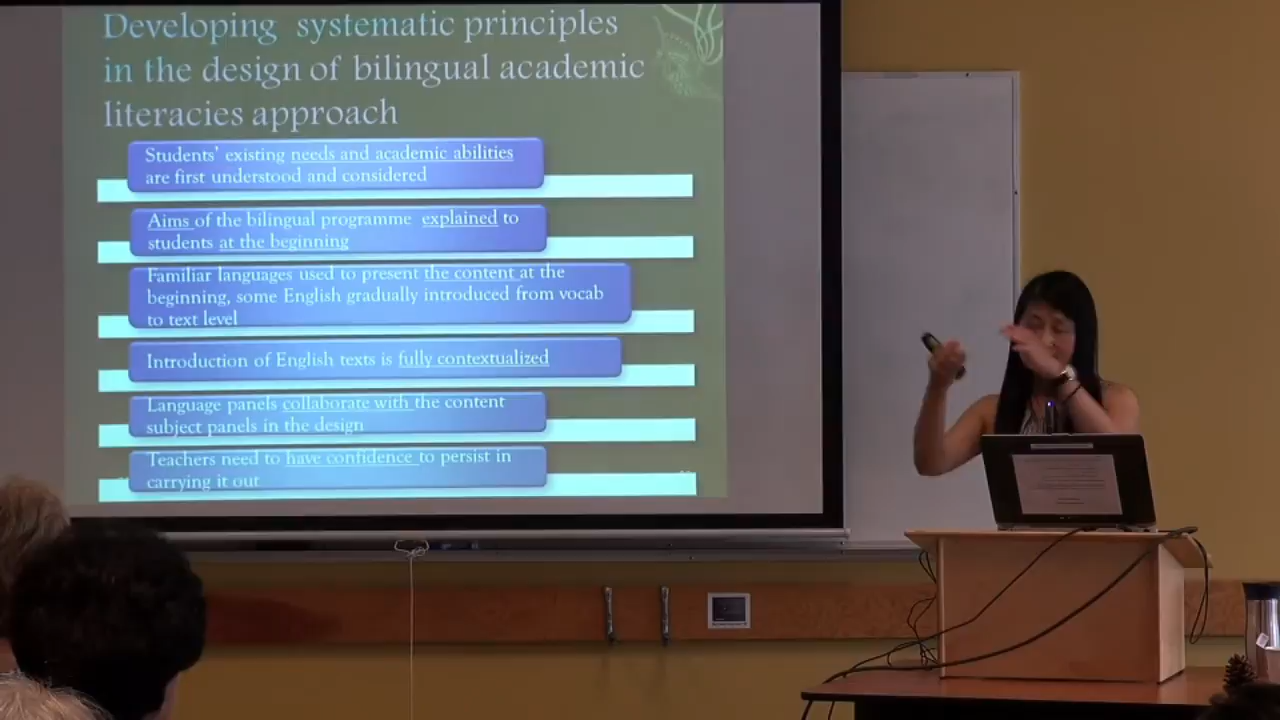 Developing systematic principles
in the design of bilingual academic
literacies approach
Students' existing needs and academic abilities
are first understood and considered
Aims of the bilingual programme explained to
students at the beginning
Familiar languages used to present the content at the
beginning, some English gradually introduced from vocab
to text level
Introduction of English texts is fully contextualized
Language panels collaborate with the content
subject panels in the design
Teachers need to have confidence to persist in
carrying it out